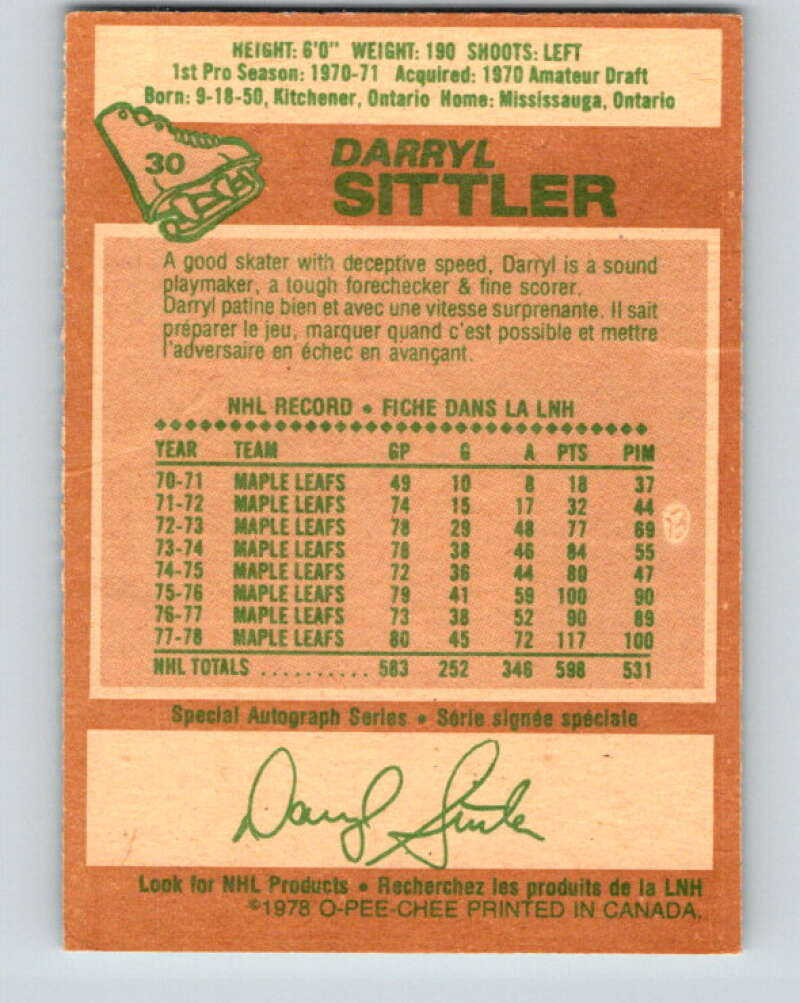 HEIGHT: 6'0" WEIGHT: 190 SHOOTS: LEFT
1st Pro Season: 1970-71 Acquired: 1970 Amateur Draft
Born: 9-18-50, Kitchener, Ontario Home: Mississauga, Ontario
30
DARRYL
SITTLER
A good skater with deceptive speed, Darryl is a sound
playmaker, a tough forechecker & fine scorer.
Darryl patine bien et avec une vitesse surprenante. Il sait
préparer le jeu, marquer quand c'est possible et mettre
l'adversaire en échec en avançant.
NHL RECORD • FICHE DANS LA LNH
YEAR TEAM GP G A PTS PIM
70-71 MAPLE LEAFS 49 10 8 18 37
71-72 MAPLE LEAFS 74 15 17 32 44
72-73 MAPLE LEAFS 78 29 48 77 69
73-74 MAPLE LEAFS 78 38 46 84 55
74-75 MAPLE LEAFS 72 36 44 80 47
75-76 MAPLE LEAFS 79 41 59 100 90
76-77 MAPLE LEAFS 73 38 52 90 89
77-78 MAPLE LEAFS 80 45 72 117 100
NHL TOTALS .......... 583 252 346 598 531
Special Autograph Series • Série signée spéciale
Darryl Sittler
Look for NHL Products • Recherchez les produits de la LNH
©1978 O-PEE-CHEE PRINTED IN CANADA.